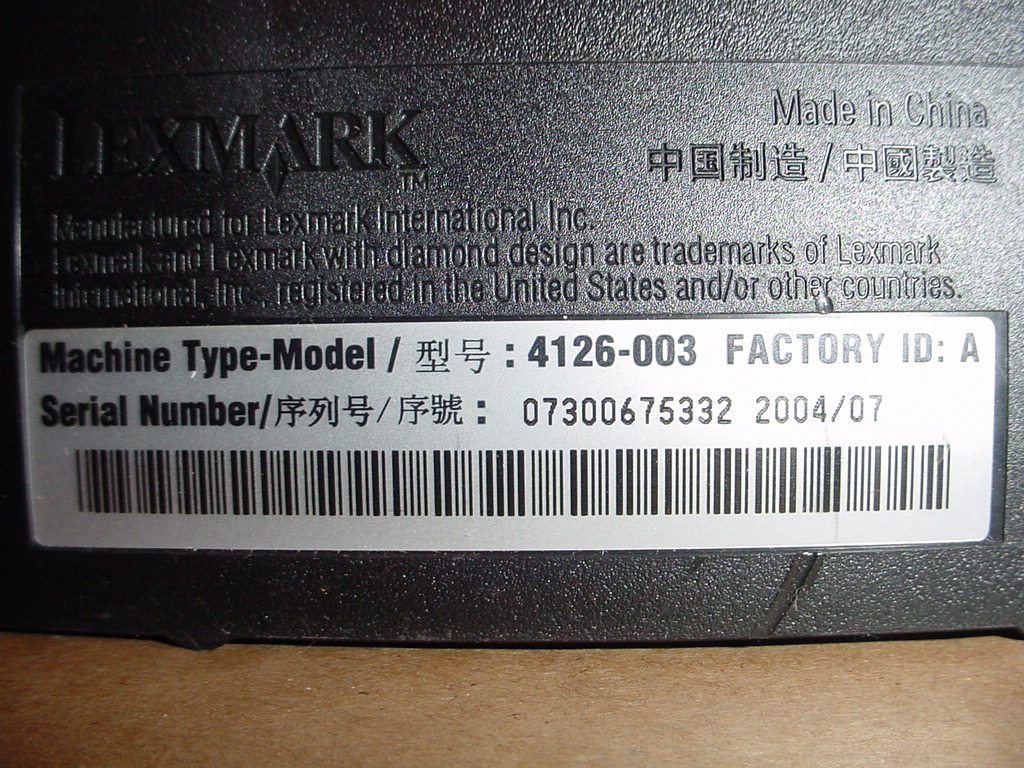 LEXMARK TM
Made in China
中国制造 / 中國製造
Manufactured for Lexmark International Inc.
Lexmark and Lexmark with diamond design are trademarks of Lexmark
International, Inc., registered in the United States and/or other countries.
Machine Type-Model / 型号 : 4126-003 FACTORY ID: A
Serial Number/序列号/序號 : 07300675332 2004/07